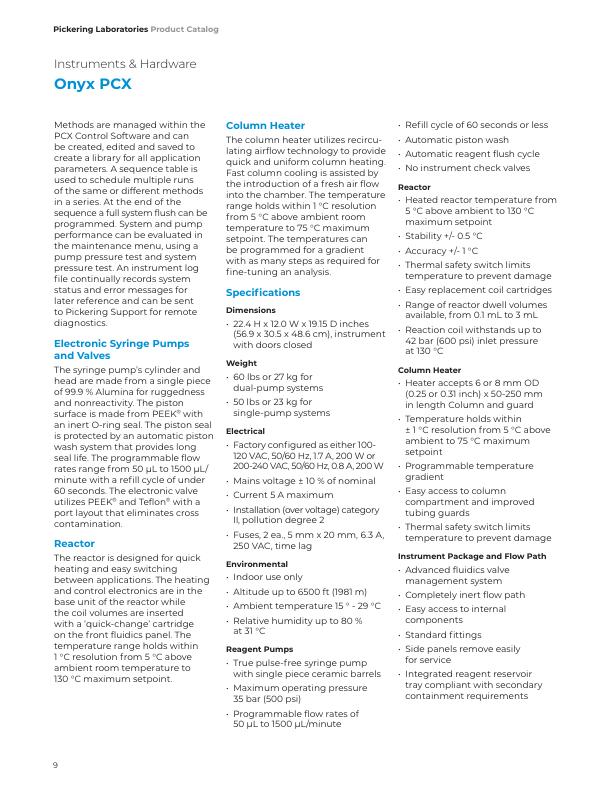 Pickering Laboratories Product Catalog
Instruments & Hardware
Onyx PCX
Methods are managed within the
PCX Control Software and can
be created, edited and saved to
create a library for all application
parameters. A sequence table is
used to schedule multiple runs
of the same or different methods
in a series. At the end of the
sequence a full system flush can be
programmed. System and pump
performance can be evaluated in
the maintenance menu, using a
pump pressure test and system
pressure test. An instrument log
file continually records system
status and error messages for
later reference and can be sent
to Pickering Support for remote
diagnostics.
Electronic Syringe Pumps
and Valves
The syringe pump's cylinder and
head are made from a single piece
of 99.9 % Alumina for ruggedness
and nonreactivity. The piston
surface is made from PEEK® with
an inert O-ring seal. The piston seal
is protected by an automatic piston
wash system that provides long
seal life. The programmable flow
rates range from 50 µL to 1500 µL/
minute with a refill cycle of under
60 seconds. The electronic valve
utilizes PEEK® and Teflon® with a
port layout that eliminates cross
contamination.
Reactor
The reactor is designed for quick
heating and easy switching
between applications. The heating
and control electronics are in the
base unit of the reactor while
the coil volumes are inserted
with a 'quick-change' cartridge
on the front fluidics panel. The
temperature range holds within
1 °C resolution from 5 °C above
ambient room temperature to
130 °C maximum setpoint.
Column Heater
The column heater utilizes recircu-
lating airflow technology to provide
quick and uniform column heating.
Fast column cooling is assisted by
the introduction of a fresh air flow
into the chamber. The temperature
range holds within 1 °C resolution
from 5 °C above ambient room
temperature to 75 °C maximum
setpoint. The temperatures can
be programmed for a gradient
with as many steps as required for
fine-tuning an analysis.
Specifications
Dimensions
• 22.4 H x 12.0 W x 19.15 D inches
(56.9 x 30.5 x 48.6 cm), instrument
with doors closed
Weight
• 60 lbs or 27 kg for
dual-pump systems
• 50 lbs or 23 kg for
single-pump systems
Electrical
• Factory configured as either 100-
120 VAC, 50/60 Hz, 1.7 A, 200 W or
200-240 VAC, 50/60 Hz, 0.8 A, 200 W
• Mains voltage ± 10 % of nominal
• Current 5 A maximum
• Installation (over voltage) category
II, pollution degree 2
• Fuses, 2 ea., 5 mm x 20 mm, 6.3 A,
250 VAC, time lag
Environmental
• Indoor use only
• Altitude up to 6500 ft (1981 m)
• Ambient temperature 15 ° - 29 °C
• Relative humidity up to 80 %
at 31 °C
Reagent Pumps
• True pulse-free syringe pump
with single piece ceramic barrels
• Maximum operating pressure
35 bar (500 psi)
• Programmable flow rates of
50 µL to 1500 µL/minute
• Refill cycle of 60 seconds or less
• Automatic piston wash
• Automatic reagent flush cycle
• No instrument check valves
Reactor
• Heated reactor temperature from
5 °C above ambient to 130 °C
maximum setpoint
• Stability +/- 0.5 °C
• Accuracy +/- 1 °C
• Thermal safety switch limits
temperature to prevent damage
• Easy replacement coil cartridges
• Range of reactor dwell volumes
available, from 0.1 mL to 3 mL
• Reaction coil withstands up to
42 bar (600 psi) inlet pressure
at 130 °C
Column Heater
• Heater accepts 6 or 8 mm OD
(0.25 or 0.31 inch) x 50-250 mm
in length Column and guard
• Temperature holds within
± 1 °C resolution from 5 °C above
ambient to 75 °C maximum
setpoint
• Programmable temperature
gradient
• Easy access to column
compartment and improved
tubing guards
• Thermal safety switch limits
temperature to prevent damage
Instrument Package and Flow Path
• Advanced fluidics valve
management system
• Completely inert flow path
• Easy access to internal
components
• Standard fittings
• Side panels remove easily
for service
• Integrated reagent reservoir
tray compliant with secondary
containment requirements
9